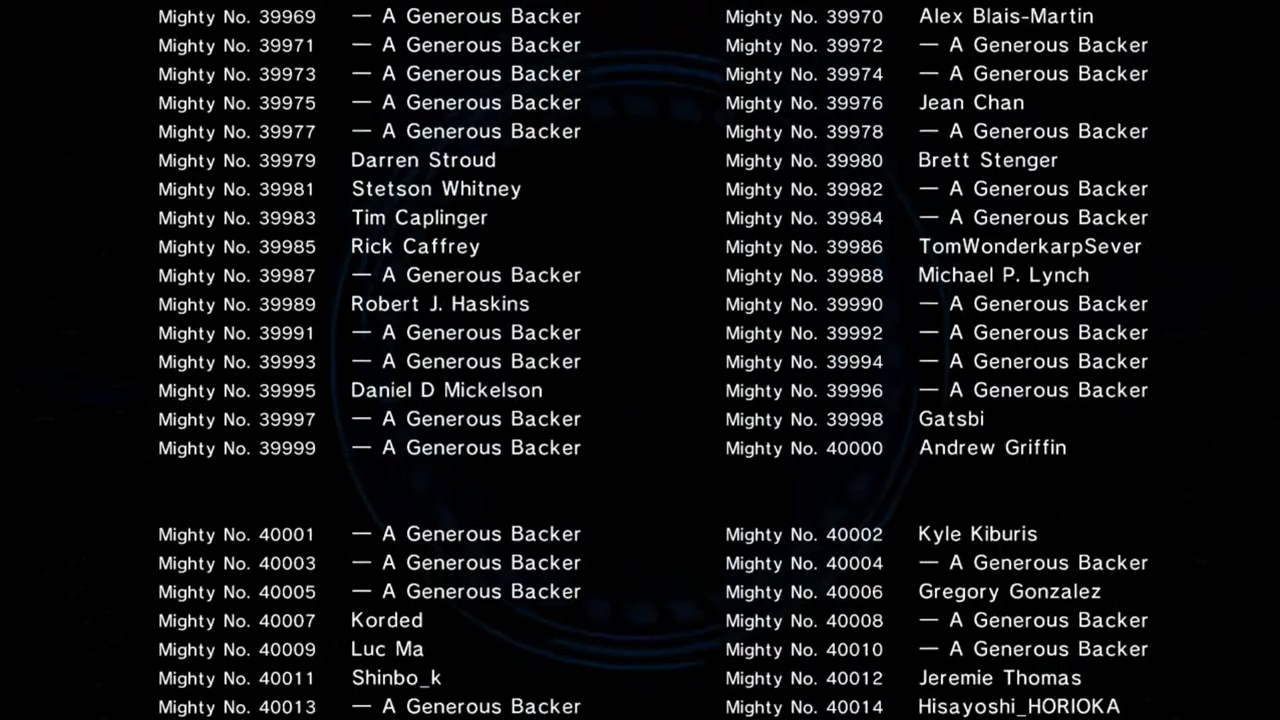 Mighty No. 39969 — A Generous Backer Mighty No. 39970 Alex Blais-Martin
Mighty No. 39971 — A Generous Backer Mighty No. 39972 — A Generous Backer
Mighty No. 39973 — A Generous Backer Mighty No. 39974 — A Generous Backer
Mighty No. 39975 — A Generous Backer Mighty No. 39976 Jean Chan
Mighty No. 39977 — A Generous Backer Mighty No. 39978 — A Generous Backer
Mighty No. 39979 Darren Stroud Mighty No. 39980 Brett Stenger
Mighty No. 39981 Stetson Whitney Mighty No. 39982 — A Generous Backer
Mighty No. 39983 Tim Caplinger Mighty No. 39984 — A Generous Backer
Mighty No. 39985 Rick Caffrey Mighty No. 39986 TomWonderkarpSever
Mighty No. 39987 — A Generous Backer Mighty No. 39988 Michael P. Lynch
Mighty No. 39989 Robert J. Haskins Mighty No. 39990 — A Generous Backer
Mighty No. 39991 — A Generous Backer Mighty No. 39992 — A Generous Backer
Mighty No. 39993 — A Generous Backer Mighty No. 39994 — A Generous Backer
Mighty No. 39995 Daniel D Mickelson Mighty No. 39996 — A Generous Backer
Mighty No. 39997 — A Generous Backer Mighty No. 39998 Gatsbi
Mighty No. 39999 — A Generous Backer Mighty No. 40000 Andrew Griffin
Mighty No. 40001 — A Generous Backer Mighty No. 40002 Kyle Kiburis
Mighty No. 40003 — A Generous Backer Mighty No. 40004 — A Generous Backer
Mighty No. 40005 — A Generous Backer Mighty No. 40006 Gregory Gonzalez
Mighty No. 40007 Korded Mighty No. 40008 — A Generous Backer
Mighty No. 40009 Luc Ma Mighty No. 40010 — A Generous Backer
Mighty No. 40011 Shinbo_k Mighty No. 40012 Jeremie Thomas
Mighty No. 40013 — A Generous Backer Mighty No. 40014 Hisayoshi_HORIOKA